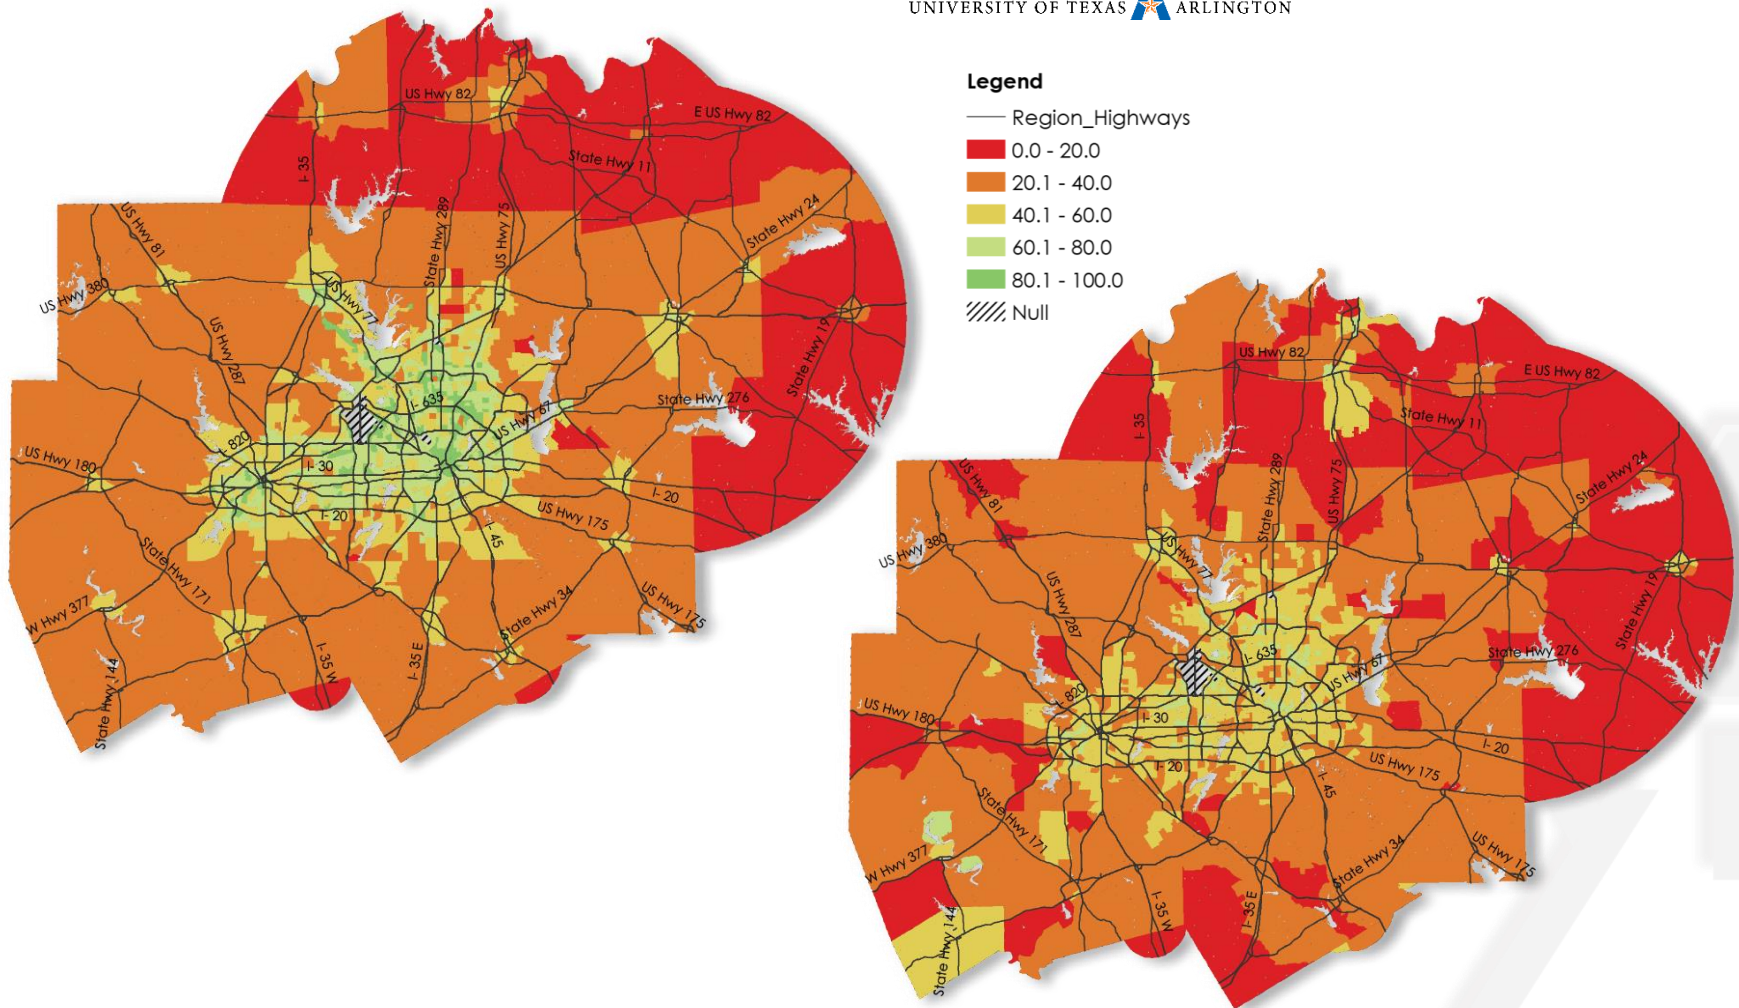 UNIVERSITY OF TEXAS ARLINGTON
Legend
Region_Highways
0.0 - 20.0
20.1 - 40.0
40.1 - 60.0
60.1 - 80.0
80.1 - 100.0
Null
US Hwy 82
E US Hwy 82
State Hwy 11
I- 35
State Hwy 289
US Hwy 75
State Hwy 24
US Hwy 81
US Hwy 380
US Hwy 77
US Hwy 287
State Hwy 19
I- 635
US Hwy 67
State Hwy 276
I- 820
US Hwy 180
I- 30
I- 20
I- 20
US Hwy 175
I- 45
State Hwy 171
W Hwy 377
State Hwy 34
US Hwy 175
State Hwy 144
I- 35 W
I- 35 E
US Hwy 82
E US Hwy 82
State Hwy 11
I- 35
State Hwy 289
US Hwy 75
State Hwy 24
US Hwy 81
US Hwy 380
US Hwy 77
US Hwy 287
State Hwy 19
I- 635
US Hwy 67
State Hwy 276
I- 820
US Hwy 180
I- 30
I- 20
I- 20
US Hwy 175
I- 45
State Hwy 171
W Hwy 377
State Hwy 34
US Hwy 175
State Hwy 144
I- 35 W
I- 35 E